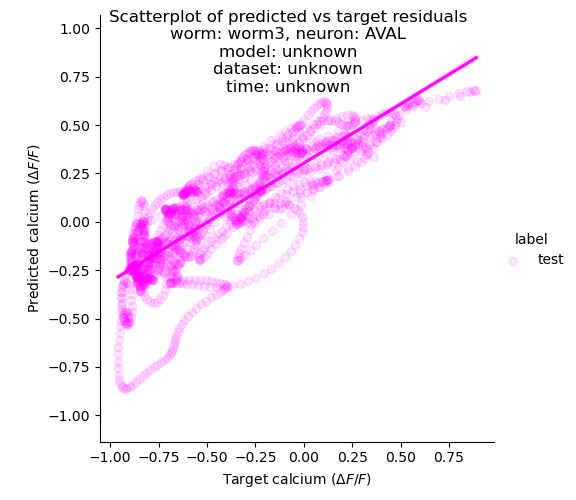 Scatterplot of predicted vs target residuals
worm: worm3, neuron: AVAL
model: unknown
dataset: unknown
time: unknown
1.00
0.75
0.50
0.25
0.00
−0.25
−0.50
−0.75
−1.00
Predicted calcium (ΔF/F)
label
test
−1.00 −0.75 −0.50 −0.25 0.00 0.25 0.50 0.75
Target calcium (ΔF/F)